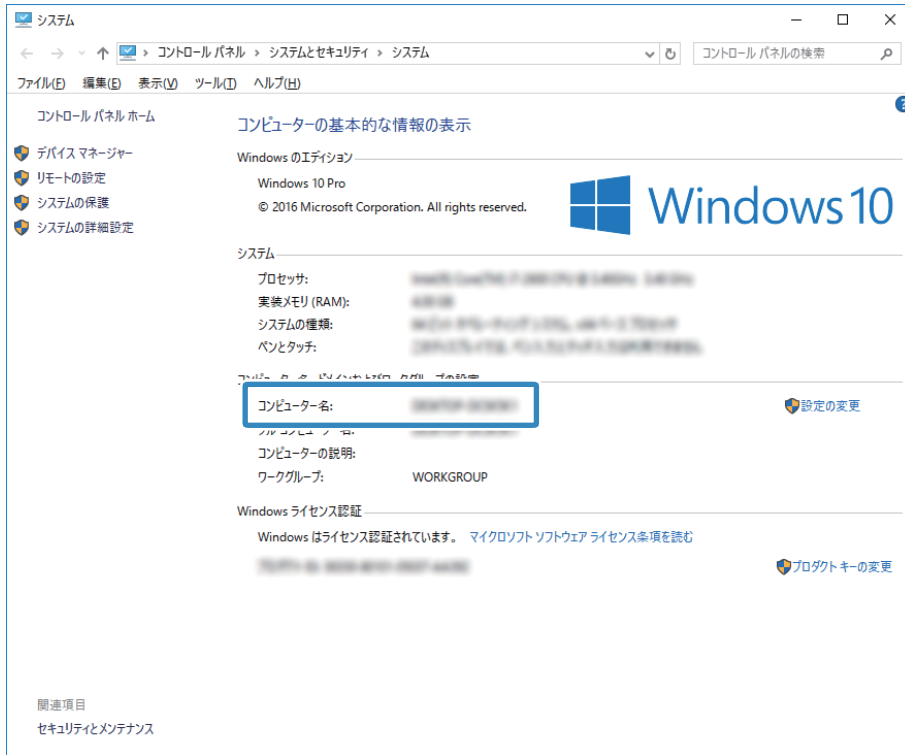 システム
コントロール パネル › システムとセキュリティ › システム
コントロール パネルの検索
ファイル(F) 編集(E) 表示(V) ツール(T) ヘルプ(H)
コントロール パネル ホーム
デバイス マネージャー
リモートの設定
システムの保護
システムの詳細設定
コンピューターの基本的な情報の表示
Windows のエディション
Windows 10 Pro
© 2016 Microsoft Corporation. All rights reserved.
Windows 10
システム
プロセッサ:
実装メモリ (RAM):
システムの種類:
ペンとタッチ:
コンピューター名:
設定の変更
コンピューターの説明:
ワークグループ: WORKGROUP
Windows ライセンス認証
Windows はライセンス認証されています。 マイクロソフト ソフトウェア ライセンス条項を読む
プロダクト キーの変更
関連項目
セキュリティとメンテナンス